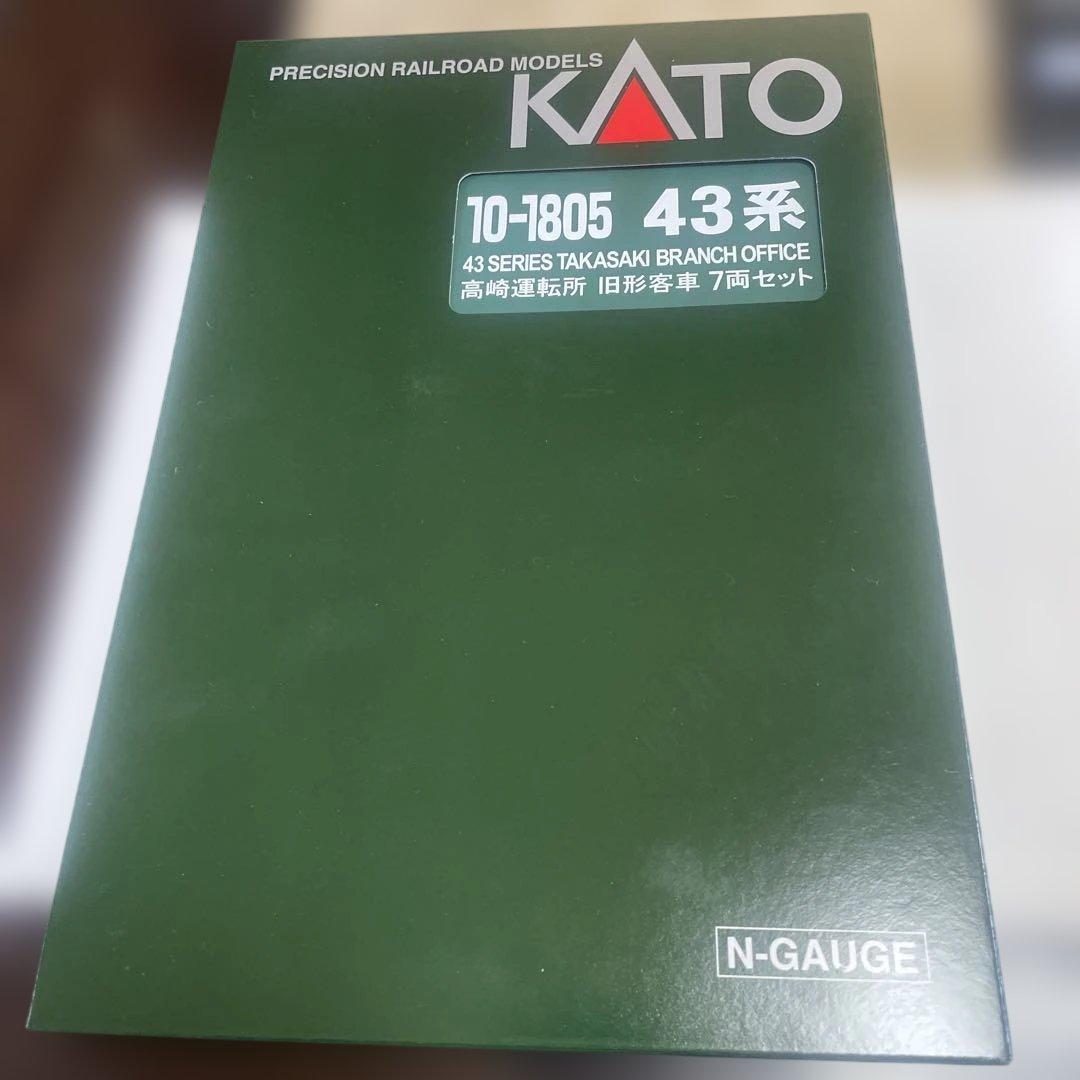 PRECISION RAILROAD MODELS
KATO
10-1805 43系
43 SERIES TAKASAKI BRANCH OFFICE
高崎運転所 旧形客車 7両セット
N-GAUGE